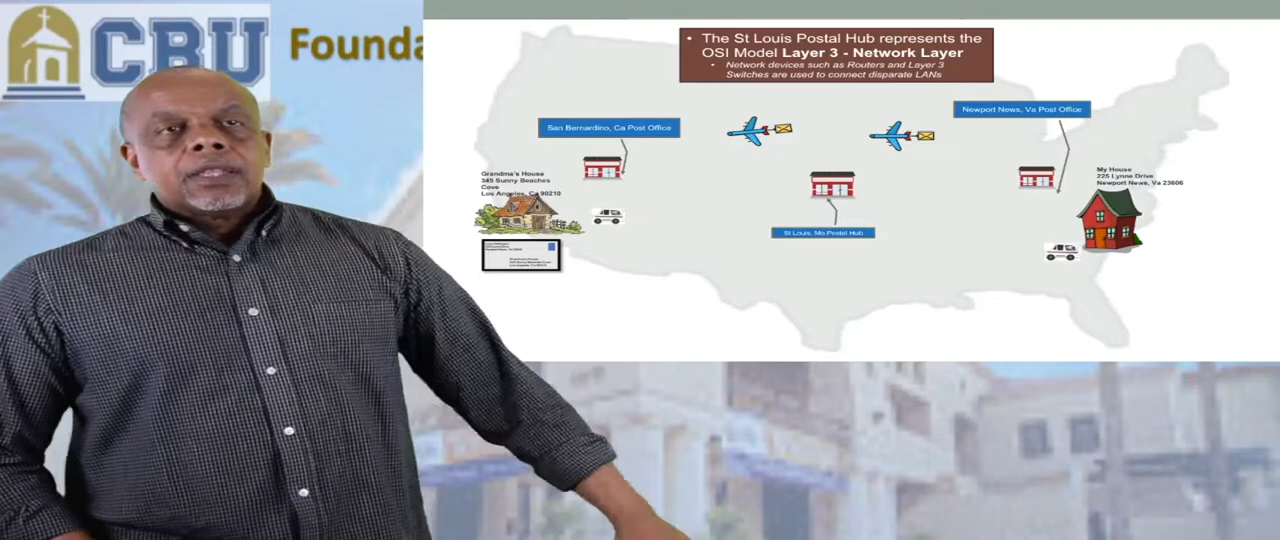 CBU
Founda
• The St Louis Postal Hub represents the
OSI Model Layer 3 - Network Layer
• Network devices such as Routers and Layer 3
Switches are used to connect disparate LANs
San Bernardino, Ca Post Office
Newport News, Va Post Office
Grandma's House
345 Sunny Beaches
Cove
Los Angeles, Ca 90210
My House
225 Lynne Drive
Newport News, Va 23606
St Louis, Mo Postal Hub